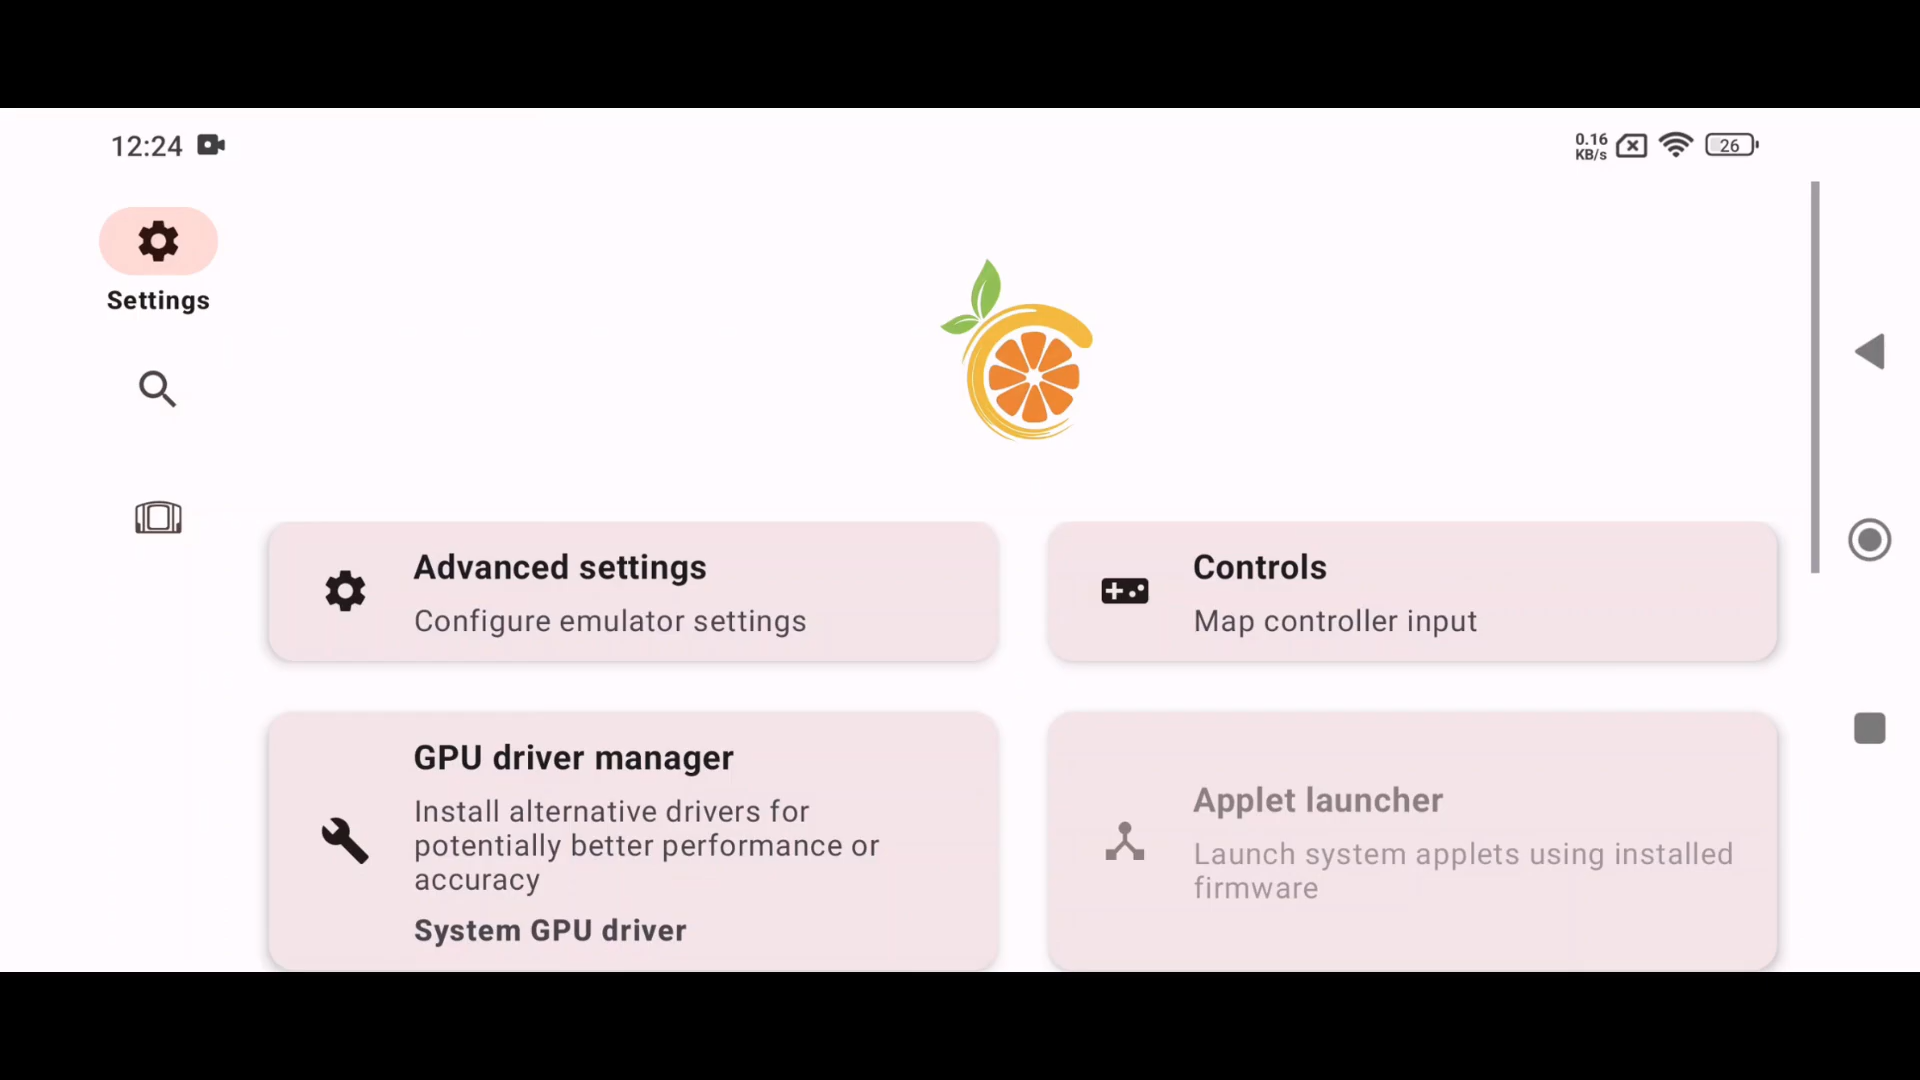 12:24
0.16
KB/s
26
Settings
Advanced settings
Configure emulator settings
Controls
Map controller input
GPU driver manager
Install alternative drivers for
potentially better performance or
accuracy
System GPU driver
Applet launcher
Launch system applets using installed
firmware